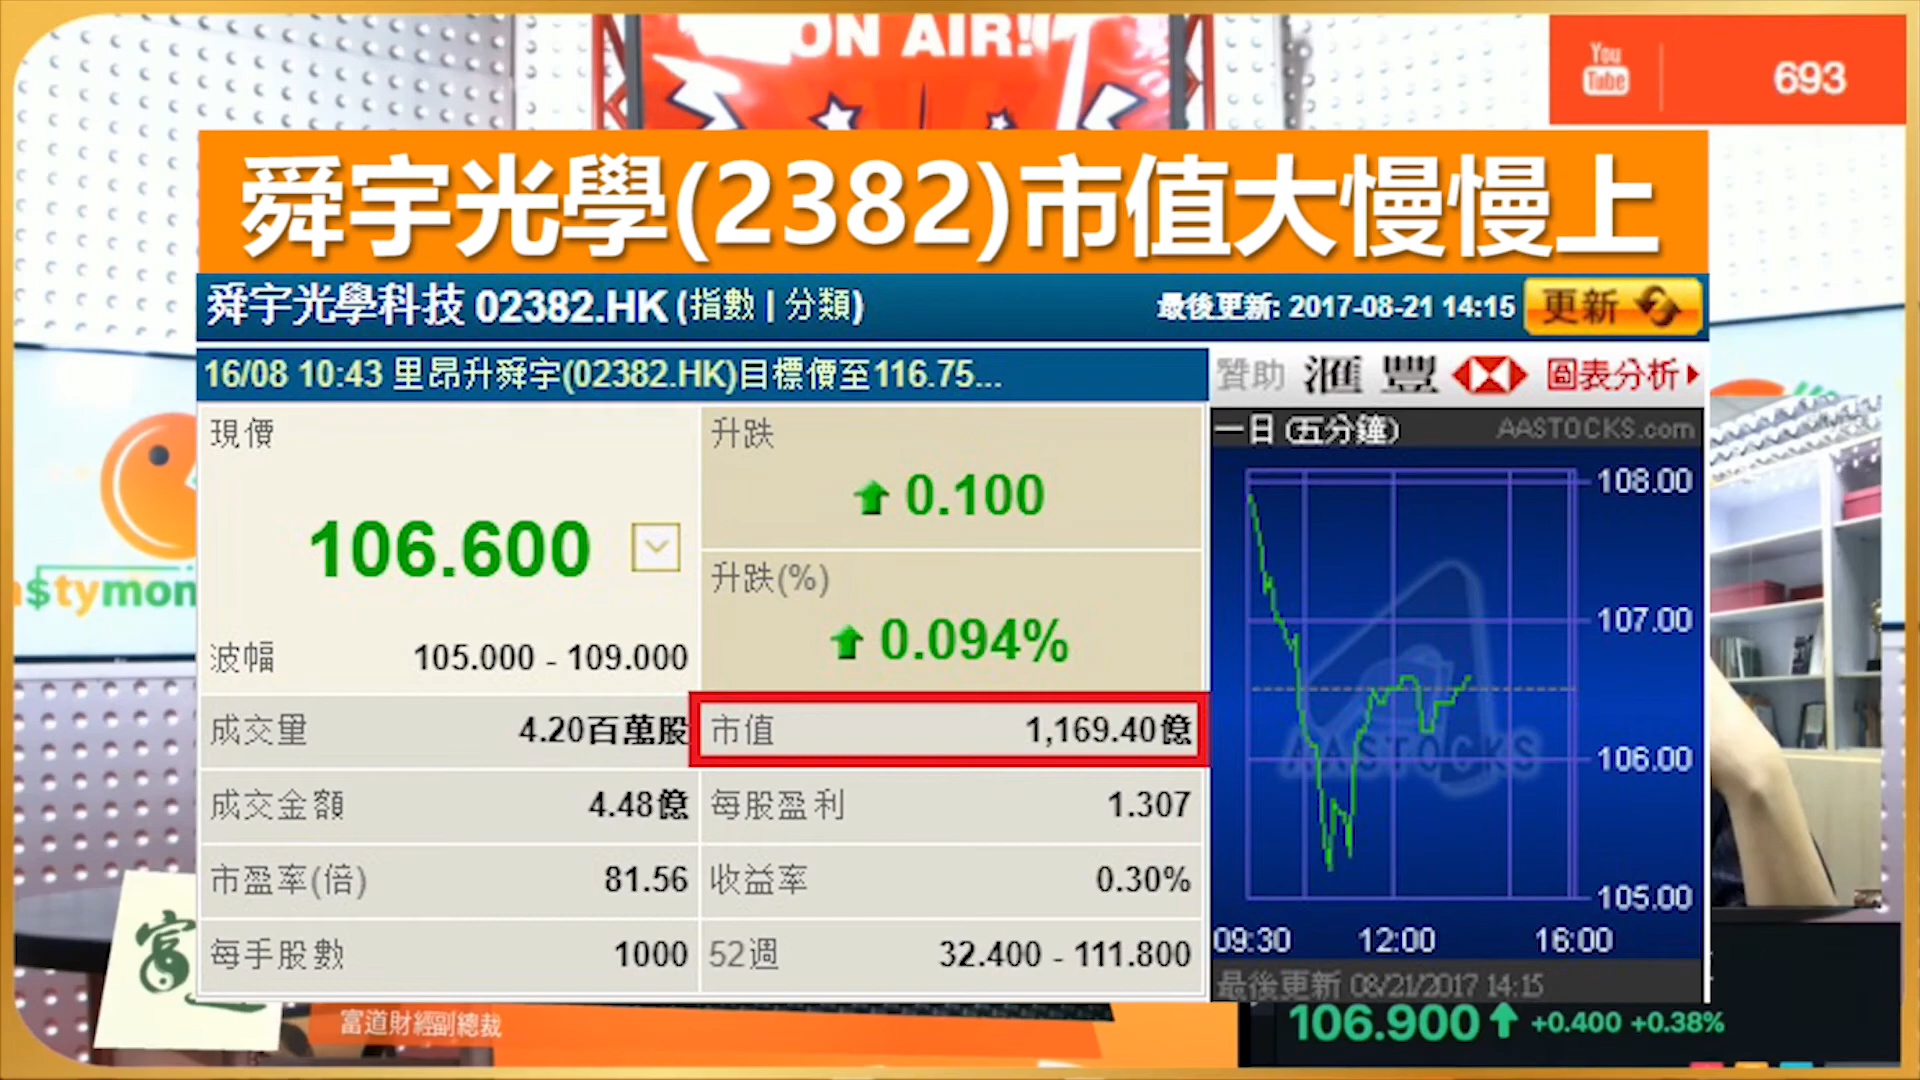 ON AIR!!
You
Tube
693
舜宇光學(2382)市值大慢慢上
舜宇光學科技 02382.HK (指數 | 分類)
最後更新: 2017-08-21 14:15
更新
16/08 10:43 里昂升舜宇(02382.HK)目標價至116.75...
贊助 滙豐
圖表分析
現價
106.600
波幅
105.000 - 109.000
升跌
0.100
升跌(%)
0.094%
成交量
4.20百萬股
市值
1,169.40億
成交金額
4.48億
每股盈利
1.307
市盈率(倍)
81.56
收益率
0.30%
每手股數
1000
52週
32.400 - 111.800
一日 (五分鐘)
AASTOCKS.com
AASTOCKS
108.00
107.00
106.00
105.00
09:30
12:00
16:00
最後更新 08/21/2017 14:15
$tymon
富
富道財經副總裁
106.900
+0.400 +0.38%